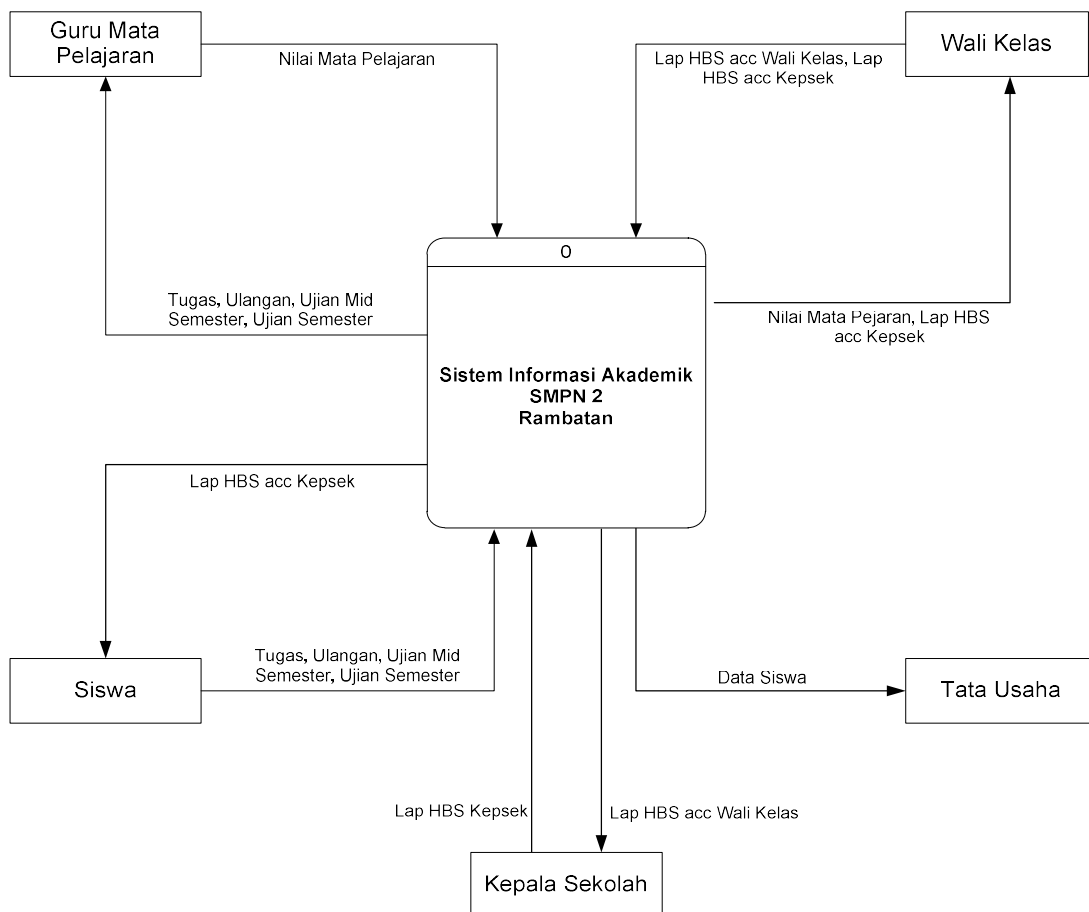 Guru Mata
Pelajaran
Nilai Mata Pelajaran
Lap HBS acc Wali Kelas, Lap
HBS acc Kepsek
Wali Kelas
0
Tugas, Ulangan, Ujian Mid
Semester, Ujian Semester
Nilai Mata Pejaran, Lap HBS
acc Kepsek
Sistem Informasi Akademik
SMPN 2
Rambatan
Lap HBS acc Kepsek
Siswa
Tugas, Ulangan, Ujian Mid
Semester, Ujian Semester
Data Siswa
Tata Usaha
Lap HBS Kepsek
Lap HBS acc Wali Kelas
Kepala Sekolah